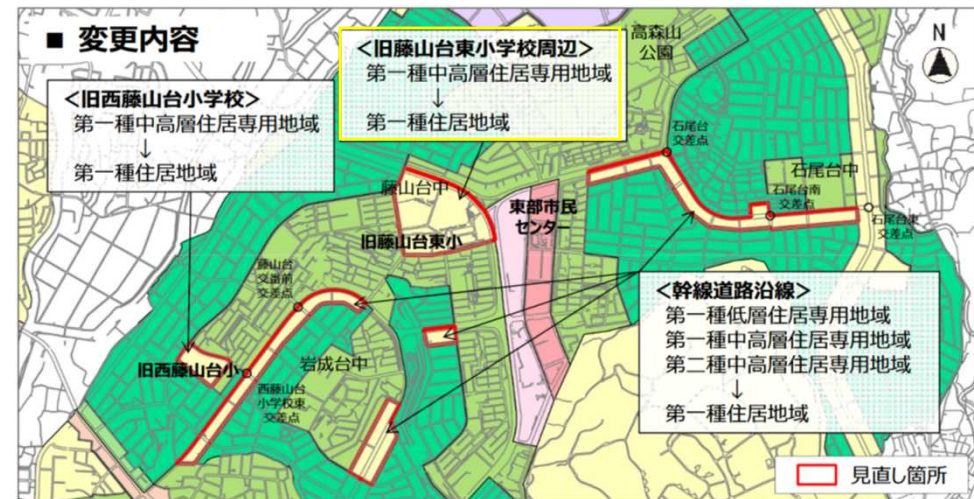 ■ 変更内容
<旧藤山台東小学校周辺>
第一種中高層住居専用地域
↓
第一種住居地域
<旧西藤山台小学校>
第一種中高層住居専用地域
↓
第一種住居地域
高森山
公園
N
石尾台
交差点
石尾台中
石尾台南
交差点
石尾台東
交差点
藤山台中
東部市民
センター
旧藤山台東小
藤山台
交番前
交差点
旧西藤山台小
岩成台中
西藤山台
小学校東
交差点
<幹線道路沿線>
第一種低層住居専用地域
第一種中高層住居専用地域
第二種中高層住居専用地域
↓
第一種住居地域
見直し箇所